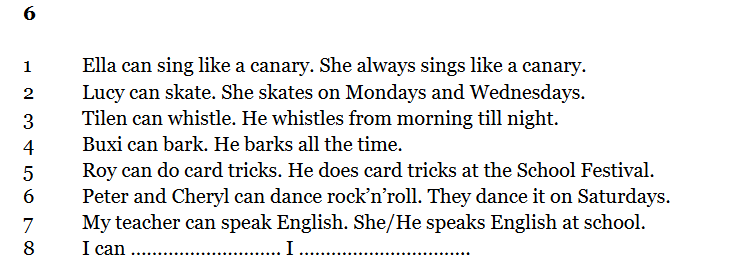 6
1 Ella can sing like a canary. She always sings like a canary.
2 Lucy can skate. She skates on Mondays and Wednesdays.
3 Tilen can whistle. He whistles from morning till night.
4 Buxi can bark. He barks all the time.
5 Roy can do card tricks. He does card tricks at the School Festival.
6 Peter and Cheryl can dance rock’n’roll. They dance it on Saturdays.
7 My teacher can speak English. She/He speaks English at school.
8 I can ............................ I ................................